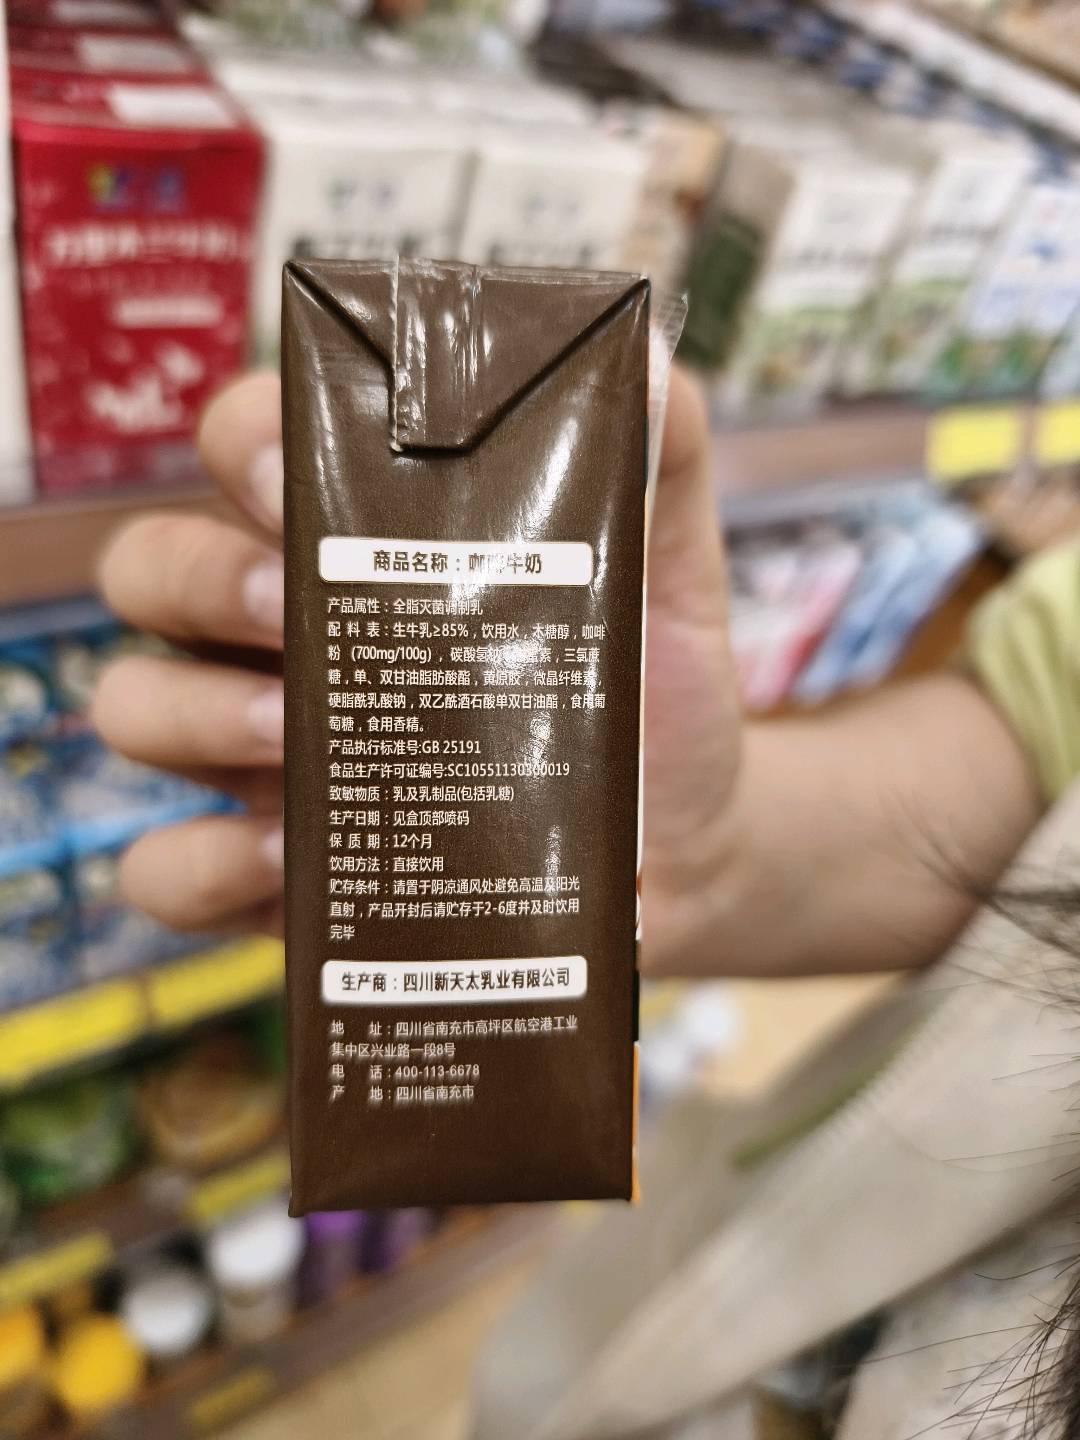 商品名称：咖啡牛奶
产品属性：全脂灭菌调制乳
配 料 表：生牛乳≥85%，饮用水，木糖醇，咖啡
粉（700mg/100g），碳酸氢钠，素，三氯蔗
糖，单、双甘油脂肪酸酯，黄原胶，微晶纤维素，
硬脂酰乳酸钠，双乙酰酒石酸单双甘油酯，食用葡
萄糖，食用香精。
产品执行标准号:GB 25191
食品生产许可证编号:SC10551130300019
致敏物质：乳及乳制品(包括乳糖)
生产日期：见盒顶部喷码
保 质 期：12个月
饮用方法：直接饮用
贮存条件：请置于阴凉通风处避免高温及阳光
直射，产品开封后请贮存于2-6度并及时饮用
完毕
生产商：四川新天太乳业有限公司
地 址：四川省南充市高坪区航空港工业
集中区兴业路一段8号
电 话：400-113-6678
产 地：四川省南充市